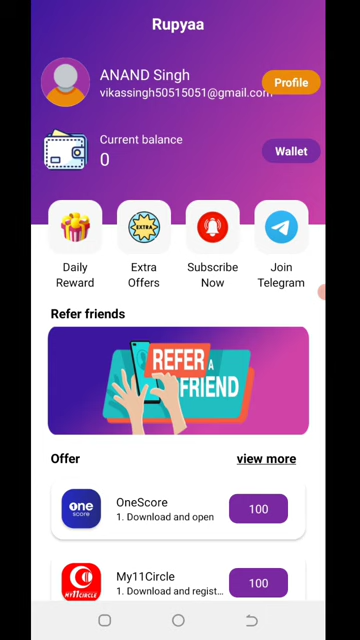 Rupyaa
ANAND Singh
vikassingh50515051@gmail.com
Profile
Current balance
0
Wallet
EXTRA
Daily
Reward
Extra
Offers
Subscribe
Now
Join
Telegram
Refer friends
REFER A
FRIEND
Offer
view more
one
score
OneScore
1. Download and open
100
MY11CIRCLE
My11Circle
1. Download and regist...
100